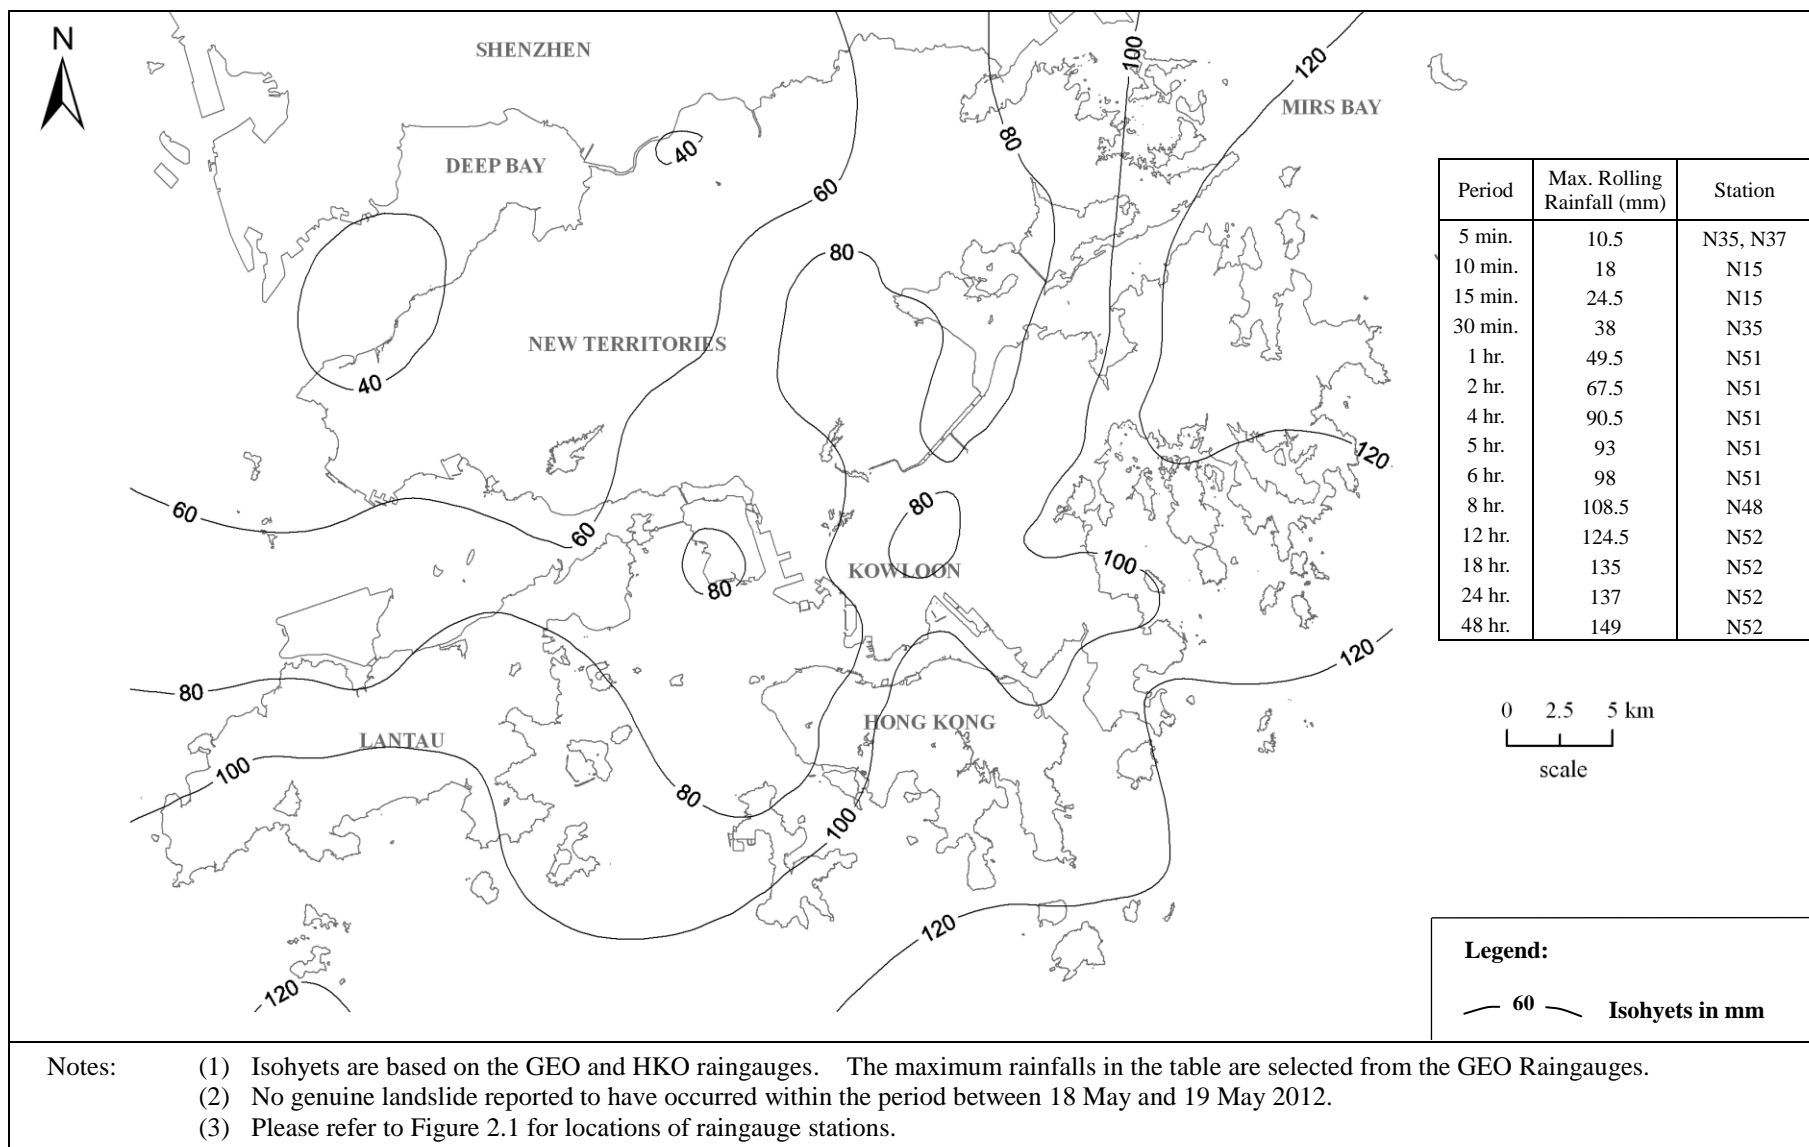 N
SHENZHEN
100
120
MIRS BAY
40
80
DEEP BAY
60
80
NEW TERRITORIES
40
120
60
80
60
100
KOWLOON
80
120
80
HONG KONG
LANTAU
100
80
100
120
120
Period Max. Rolling Rainfall (mm) Station
5 min. 10.5 N35, N37
10 min. 18 N15
15 min. 24.5 N15
30 min. 38 N35
1 hr. 49.5 N51
2 hr. 67.5 N51
4 hr. 90.5 N51
5 hr. 93 N51
6 hr. 98 N51
8 hr. 108.5 N48
12 hr. 124.5 N52
18 hr. 135 N52
24 hr. 137 N52
48 hr. 149 N52
0 2.5 5 km
scale
Legend:
60 Isohyets in mm
Notes: (1) Isohyets are based on the GEO and HKO raingauges. The maximum rainfalls in the table are selected from the GEO Raingauges.
(2) No genuine landslide reported to have occurred within the period between 18 May and 19 May 2012.
(3) Please refer to Figure 2.1 for locations of raingauge stations.